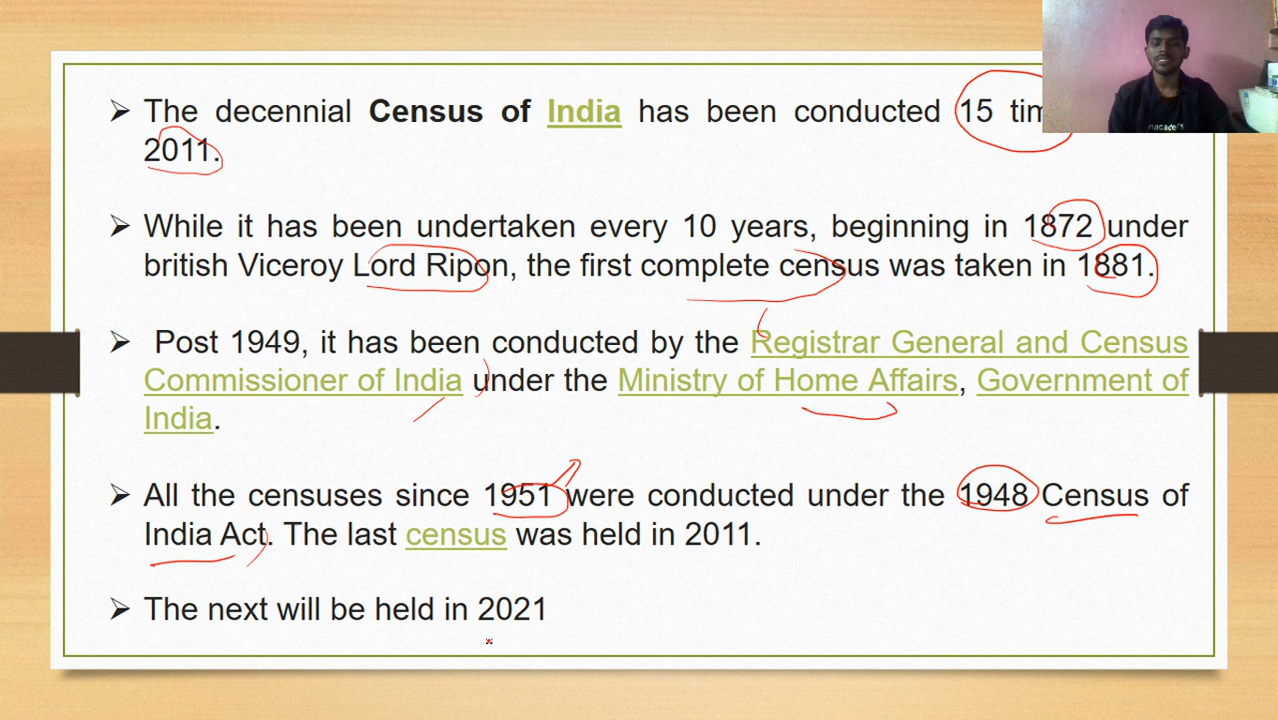 ➢ The decennial Census of India has been conducted 15
2011.
➢ While it has been undertaken every 10 years, beginning in 1872 under
british Viceroy Lord Ripon, the first complete census was taken in 1881.
➢ Post 1949, it has been conducted by the Registrar General and Census
Commissioner of India under the Ministry of Home Affairs, Government of
India.
➢ All the censuses since 1951 were conducted under the 1948 Census of
India Act. The last census was held in 2011.
➢ The next will be held in 2021